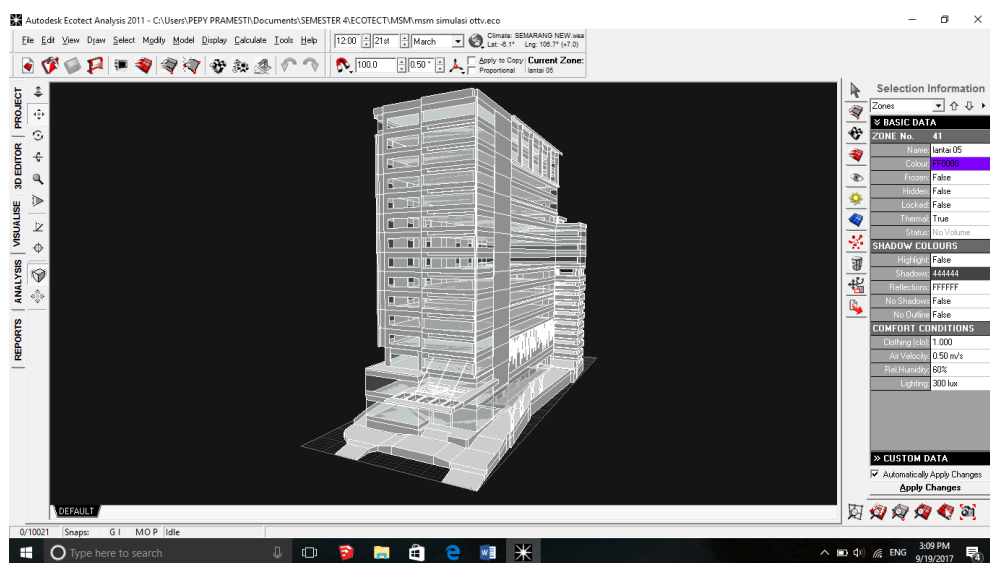 Autodesk Ecotect Analysis 2011 - C:\Users\PEPY PRAMESTI\Documents\SEMESTER 4\ECOTECT\MSM\msm simulasi ottv.eco
File Edit View Draw Select Modify Model Display Calculate Tools Help
12:00 21st March
Climate: SEMARANG NEW.wea
Lat: -6.1° Lng: 106.7° (+7.0)
100.0 0.50 °
Apply to Copy
Proportional
Current Zone:
lantai 05
PROJECT
3D EDITOR
VISUALISE
ANALYSIS
REPORTS
DEFAULT
Selection Information
Zones
BASIC DATA
ZONE No. 41
Name: lantai 05
Colour: FF0000
Frozen: False
Hidden: False
Locked: False
Thermal: True
Status: No Volume
SHADOW COLOURS
Highlight: False
Shadows: 444444
Reflections: FFFFFF
No Shadows: False
No Outline: False
COMFORT CONDITIONS
Clothing (clo): 1.000
Air Velocity: 0.50 m/s
Rel.Humidity: 60%
Lighting: 300 lux
» CUSTOM DATA
Automatically Apply Changes
Apply Changes
0/10021 Snaps: G I M O P Idle
Type here to search
ENG
3:09 PM
9/19/2017
4